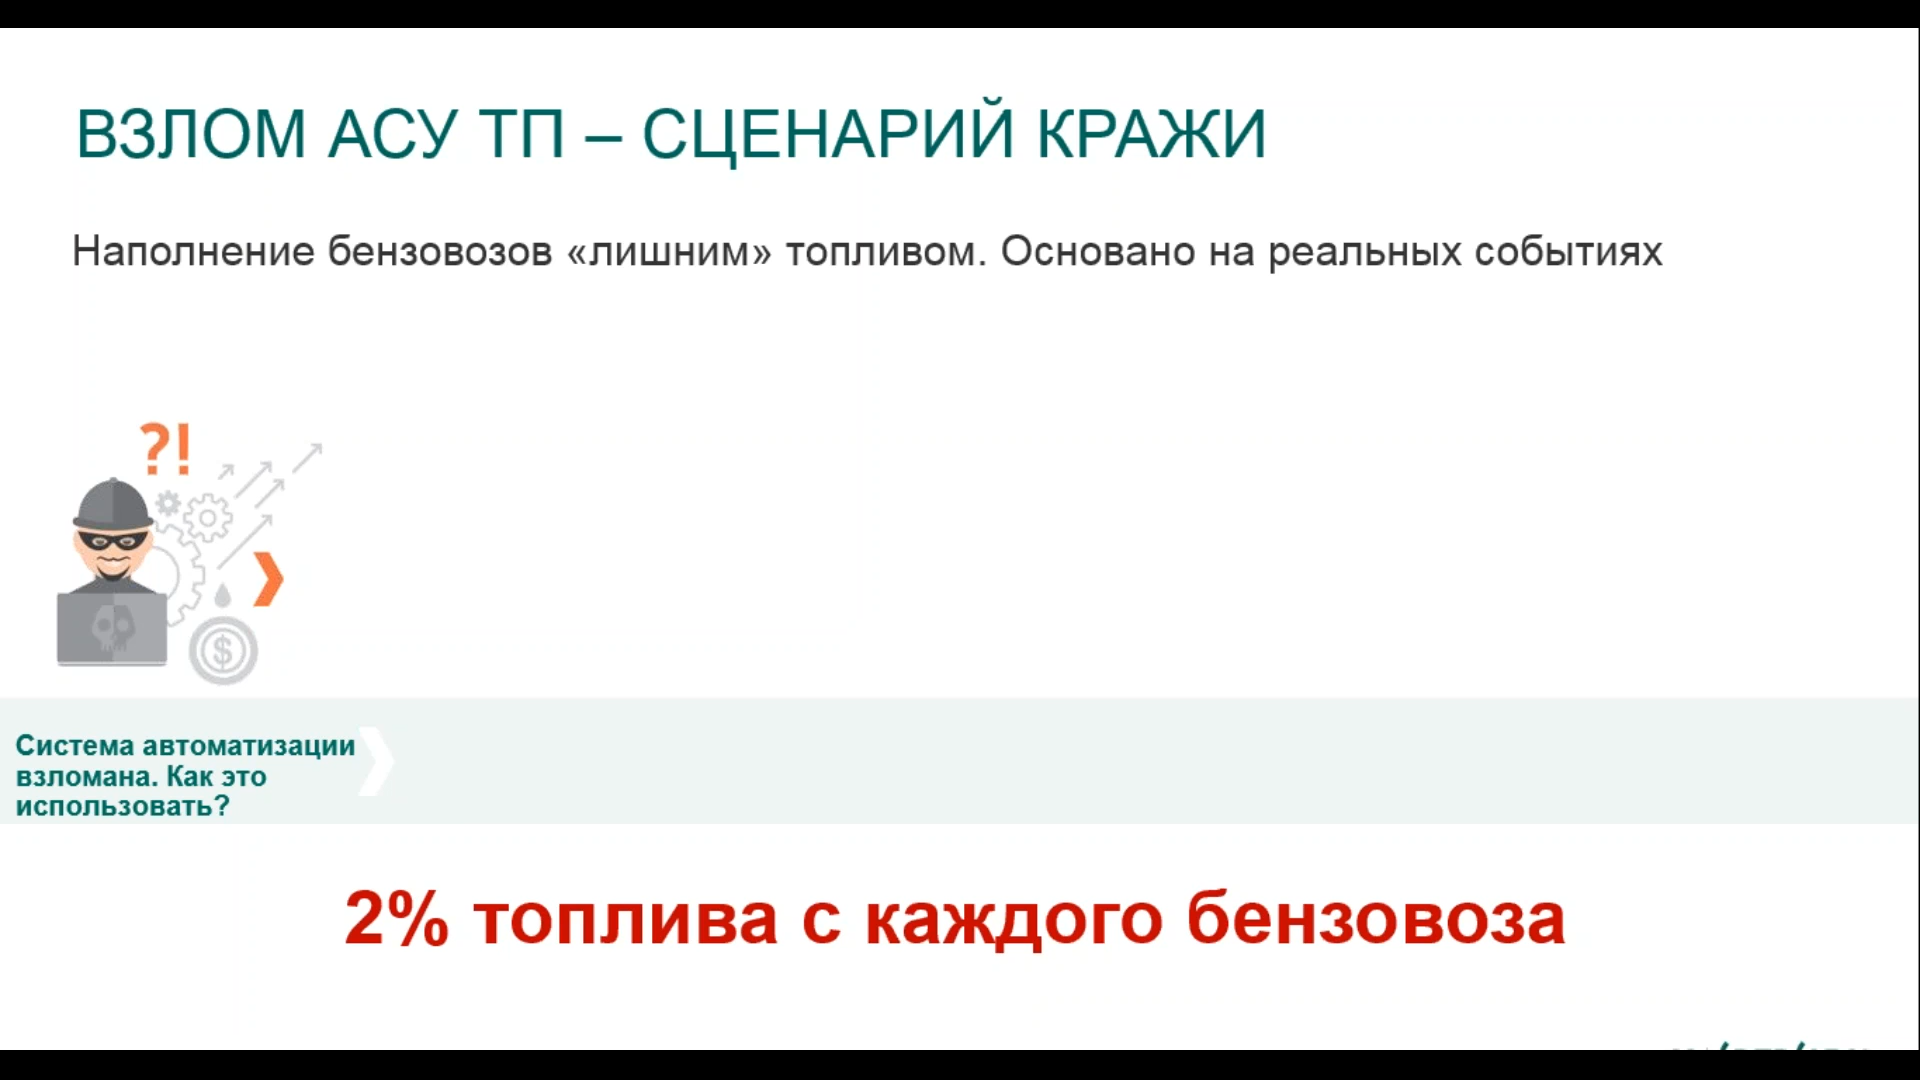 ВЗЛОМ АСУ ТП – СЦЕНАРИЙ КРАЖИ
Наполнение бензовозов «лишним» топливом. Основано на реальных событиях
?!
$
Система автоматизации
взломана. Как это
использовать?
2% топлива с каждого бензовоза